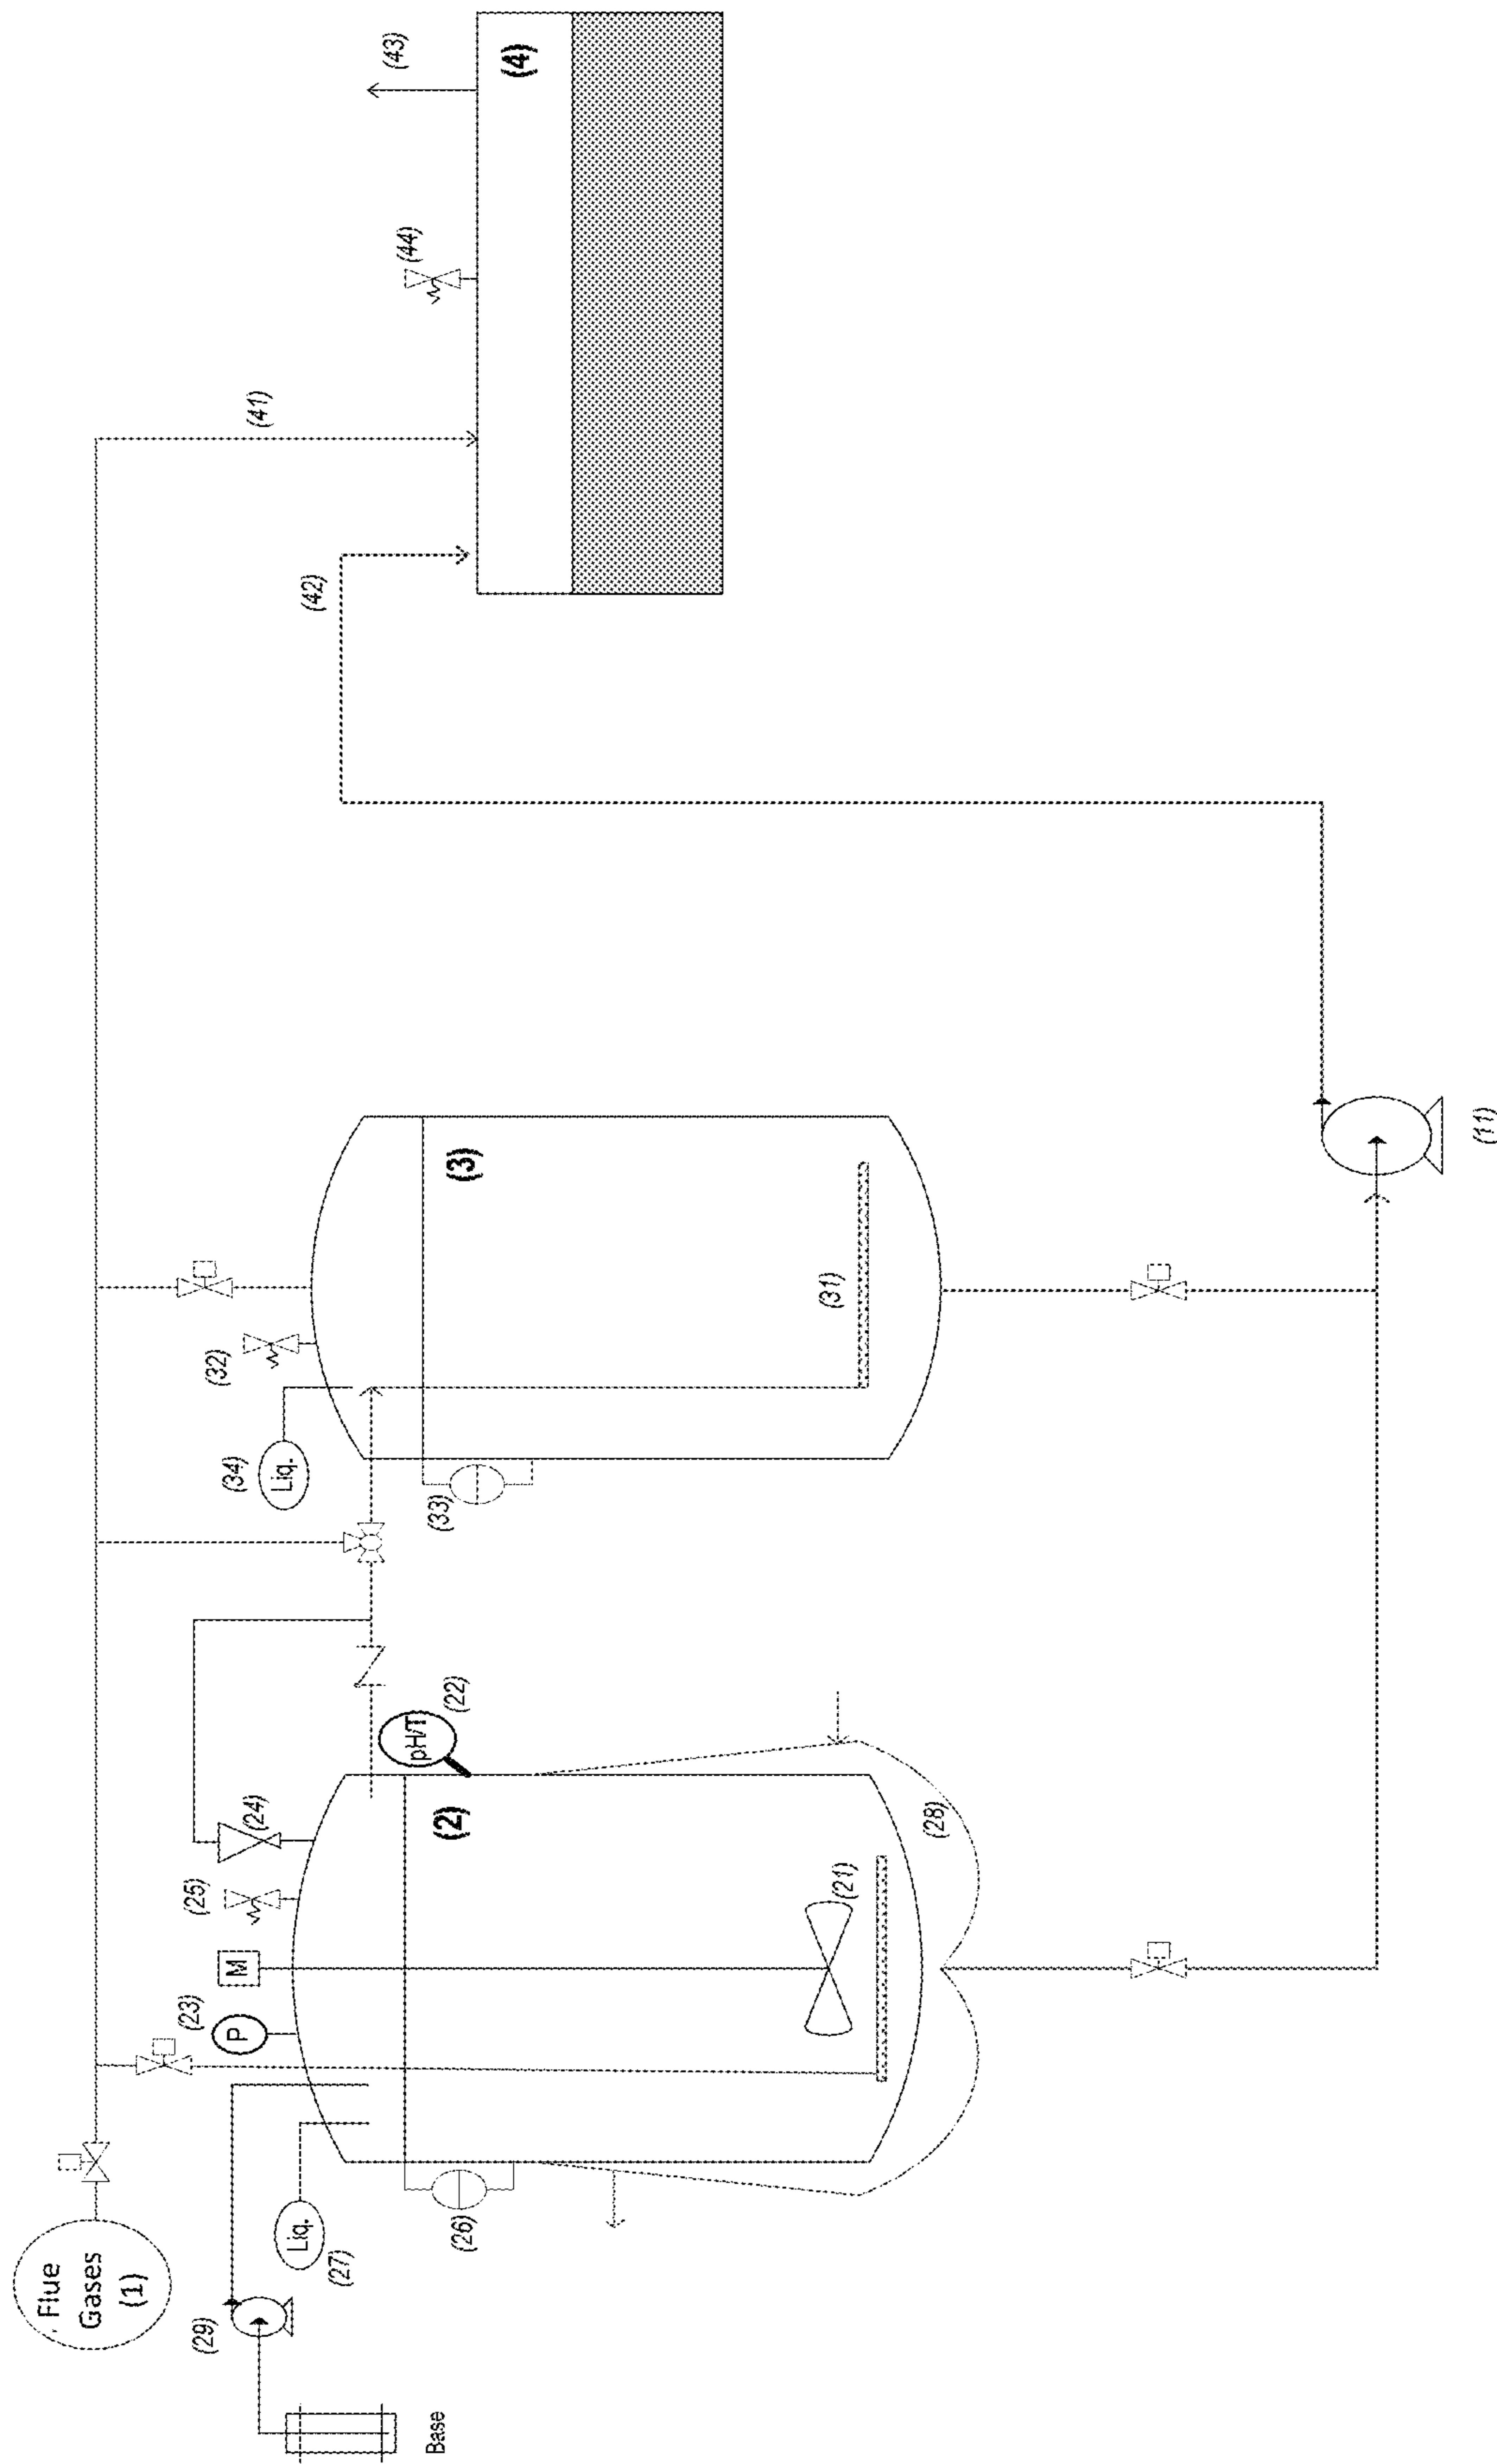 Flue
Gases
(1)
(29)
Base
Liq.
(27)
(26)
P
(23)
M
(25)
(24)
pH/T
(22)
(2)
(21)
(28)
Liq.
(34)
(33)
(32)
(3)
(31)
(11)
(42)
(41)
(44)
(43)
(4)